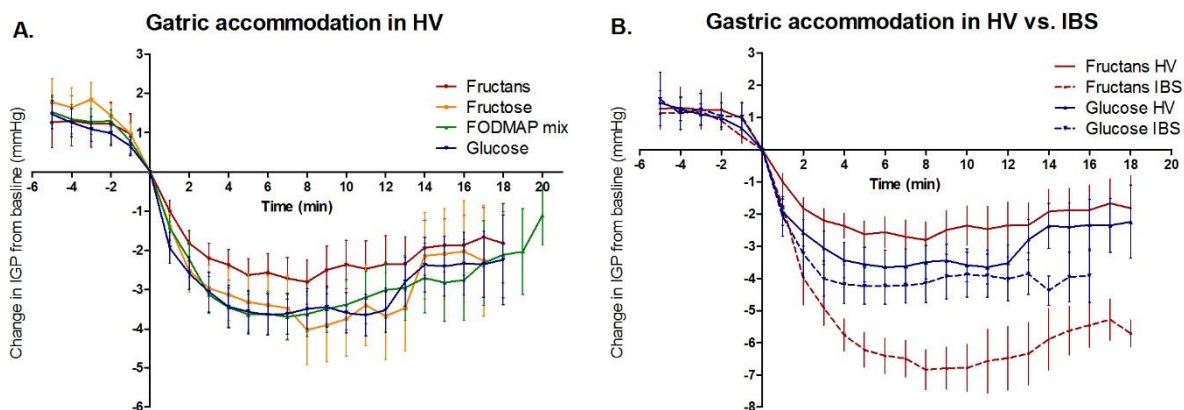 A.
Gatric accommodation in HV
Change in IGP from basline (mmHg)
3
2
1
-6 -4 -2 2 4 6 8 10 12 14 16 18 20
Time (min)
-1
-2
-3
-4
-5
-6
Fructans
Fructose
FODMAP mix
Glucose
B.
Gastric accommodation in HV vs. IBS
Change in IGP from basline (mmHg)
3
2
1
-6 -4 -2 2 4 6 8 10 12 14 16 18 20
Time (min)
-1
-2
-3
-4
-5
-6
-7
-8
Fructans HV
Fructans IBS
Glucose HV
Glucose IBS